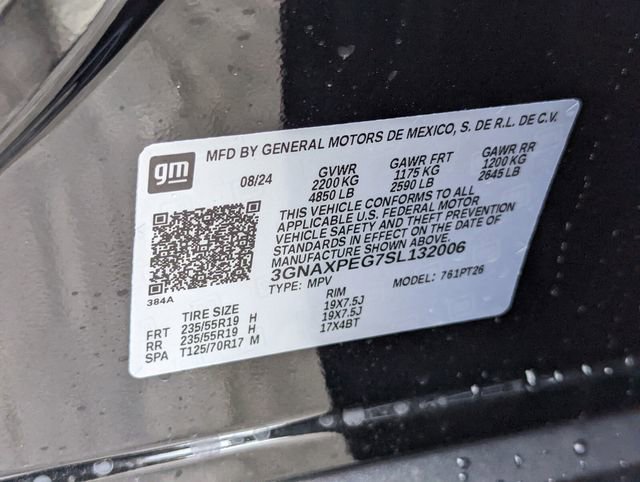 gm MFD BY GENERAL MOTORS DE MEXICO, S. DE R.L. DE C.V.
08/24 GVWR GAWR FRT GAWR RR
2200 KG 1175 KG 1200 KG
4850 LB 2590 LB 2645 LB
THIS VEHICLE CONFORMS TO ALL
APPLICABLE U.S. FEDERAL MOTOR
VEHICLE SAFETY AND THEFT PREVENTION
STANDARDS IN EFFECT ON THE DATE OF
MANUFACTURE SHOWN ABOVE.
3GNAXPEG7SL132006
384A TYPE: MPV MODEL: 761PT26
TIRE SIZE RIM
FRT 235/55R19 H 19X7.5J
RR 235/55R19 H 19X7.5J
SPA T125/70R17 M 17X4BT